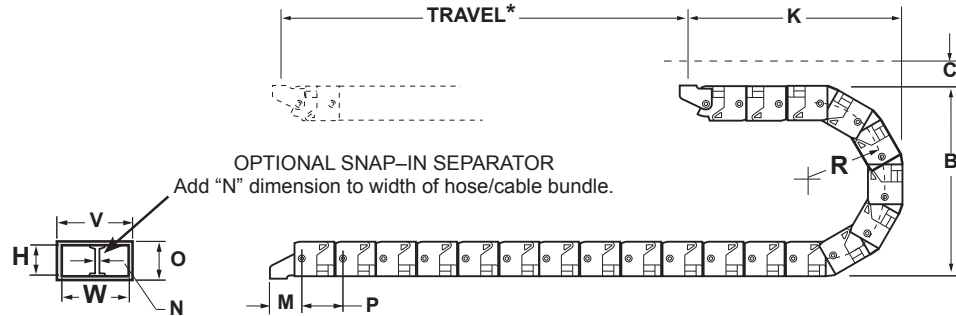 TRAVEL*
K
C
B
R
OPTIONAL SNAP–IN SEPARATOR
Add “N” dimension to width of hose/cable bundle.
V
H
O
W
N
M
P